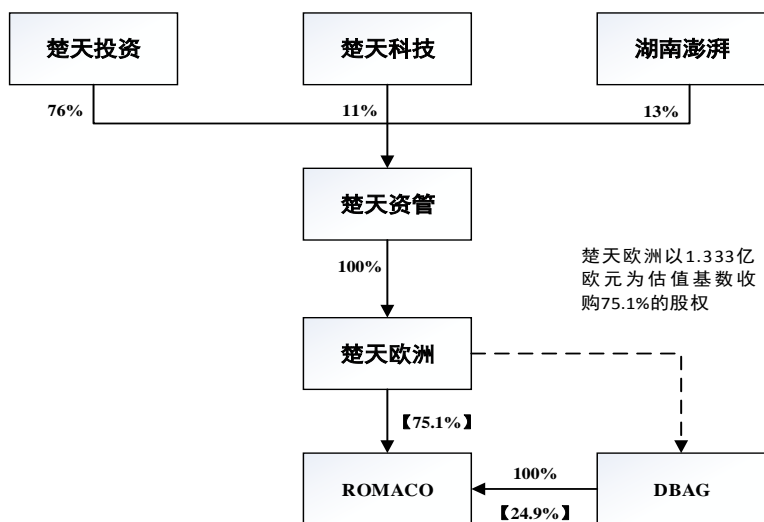 楚天投资
楚天科技
湖南澎湃
76%
11%
13%
楚天资管
100%
楚天欧洲以1.333亿
欧元为估值基数收
购75.1%的股权
楚天欧洲
【75.1%】
ROMACO
100%
【24.9%】
DBAG